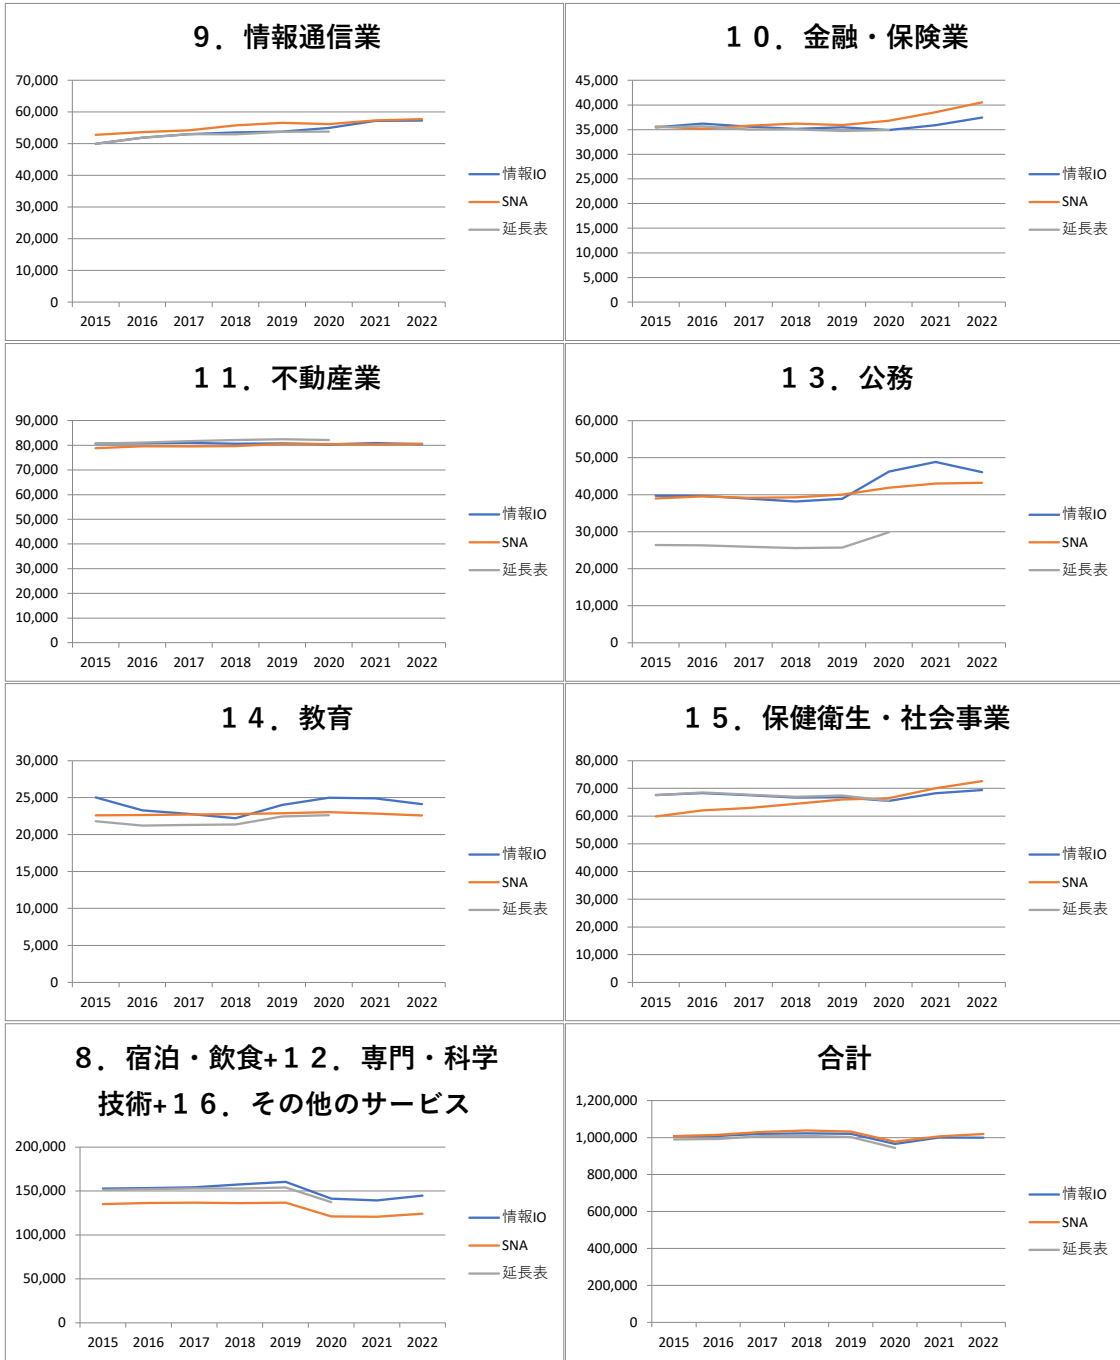 ９．情報通信業
70,000
60,000
50,000
40,000
30,000
20,000
10,000
0
2015 2016 2017 2018 2019 2020 2021 2022
情報IO
SNA
延長表
１０．金融・保険業
45,000
40,000
35,000
30,000
25,000
20,000
15,000
10,000
5,000
0
2015 2016 2017 2018 2019 2020 2021 2022
情報IO
SNA
延長表
１１．不動産業
90,000
80,000
70,000
60,000
50,000
40,000
30,000
20,000
10,000
0
2015 2016 2017 2018 2019 2020 2021 2022
情報IO
SNA
延長表
１３．公務
60,000
50,000
40,000
30,000
20,000
10,000
0
2015 2016 2017 2018 2019 2020 2021 2022
情報IO
SNA
延長表
１４．教育
30,000
25,000
20,000
15,000
10,000
5,000
0
2015 2016 2017 2018 2019 2020 2021 2022
情報IO
SNA
延長表
１５．保健衛生・社会事業
80,000
70,000
60,000
50,000
40,000
30,000
20,000
10,000
0
2015 2016 2017 2018 2019 2020 2021 2022
情報IO
SNA
延長表
８．宿泊・飲食+１２．専門・科学
技術+１６．その他のサービス
200,000
150,000
100,000
50,000
0
2015 2016 2017 2018 2019 2020 2021 2022
情報IO
SNA
延長表
合計
1,200,000
1,000,000
800,000
600,000
400,000
200,000
0
2015 2016 2017 2018 2019 2020 2021 2022
情報IO
SNA
延長表